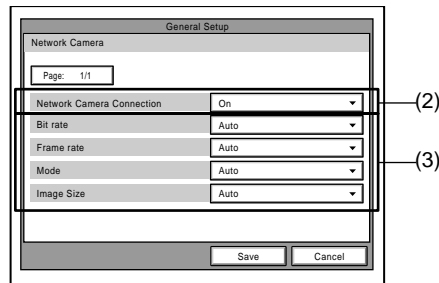 General Setup
Network Camera
Page: 1/1
Network Camera Connection On (2)
Bit rate Auto
Frame rate Auto
(3)
Mode Auto
Image Size Auto
Save Cancel